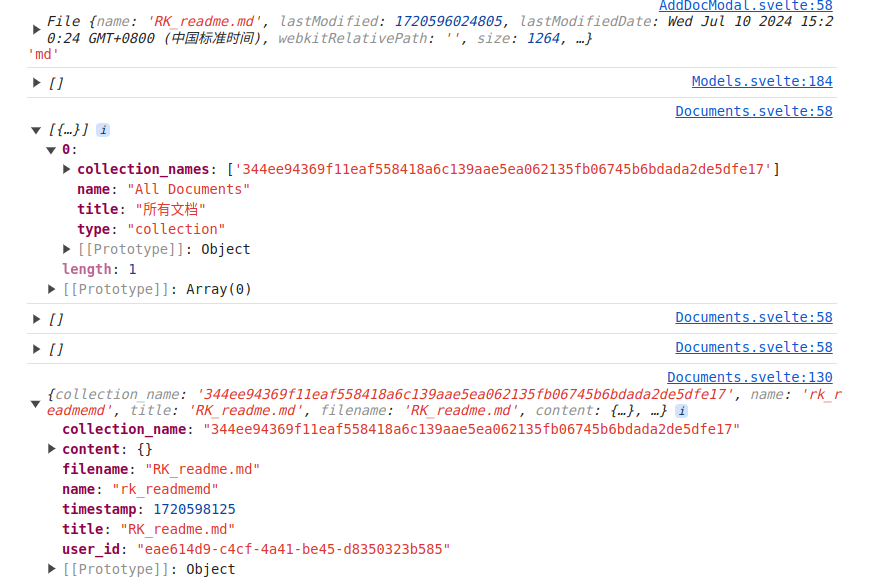 AddDocModal.svelte:58
File {name: 'RK_readme.md', lastModified: 1720596024805, lastModifiedDate: Wed Jul 10 2024 15:2
0:24 GMT+0800 (中国标准时间), webkitRelativePath: '', size: 1264, …}
'md'
[] Models.svelte:184
Documents.svelte:58
[{…}] i
0:
collection_names: ['344ee94369f11eaf558418a6c139aae5ea062135fb06745b6bdada2de5dfe17']
name: "All Documents"
title: "所有文档"
type: "collection"
[[Prototype]]: Object
length: 1
[[Prototype]]: Array(0)
[] Documents.svelte:58
[] Documents.svelte:58
Documents.svelte:130
{collection_name: '344ee94369f11eaf558418a6c139aae5ea062135fb06745b6bdada2de5dfe17', name: 'rk_r
eadmemd', title: 'RK_readme.md', filename: 'RK_readme.md', content: {…}, …} i
collection_name: "344ee94369f11eaf558418a6c139aae5ea062135fb06745b6bdada2de5dfe17"
content: {}
filename: "RK_readme.md"
name: "rk_readmemd"
timestamp: 1720598125
title: "RK_readme.md"
user_id: "eae614d9-c4cf-4a41-be45-d8350323b585"
[[Prototype]]: Object